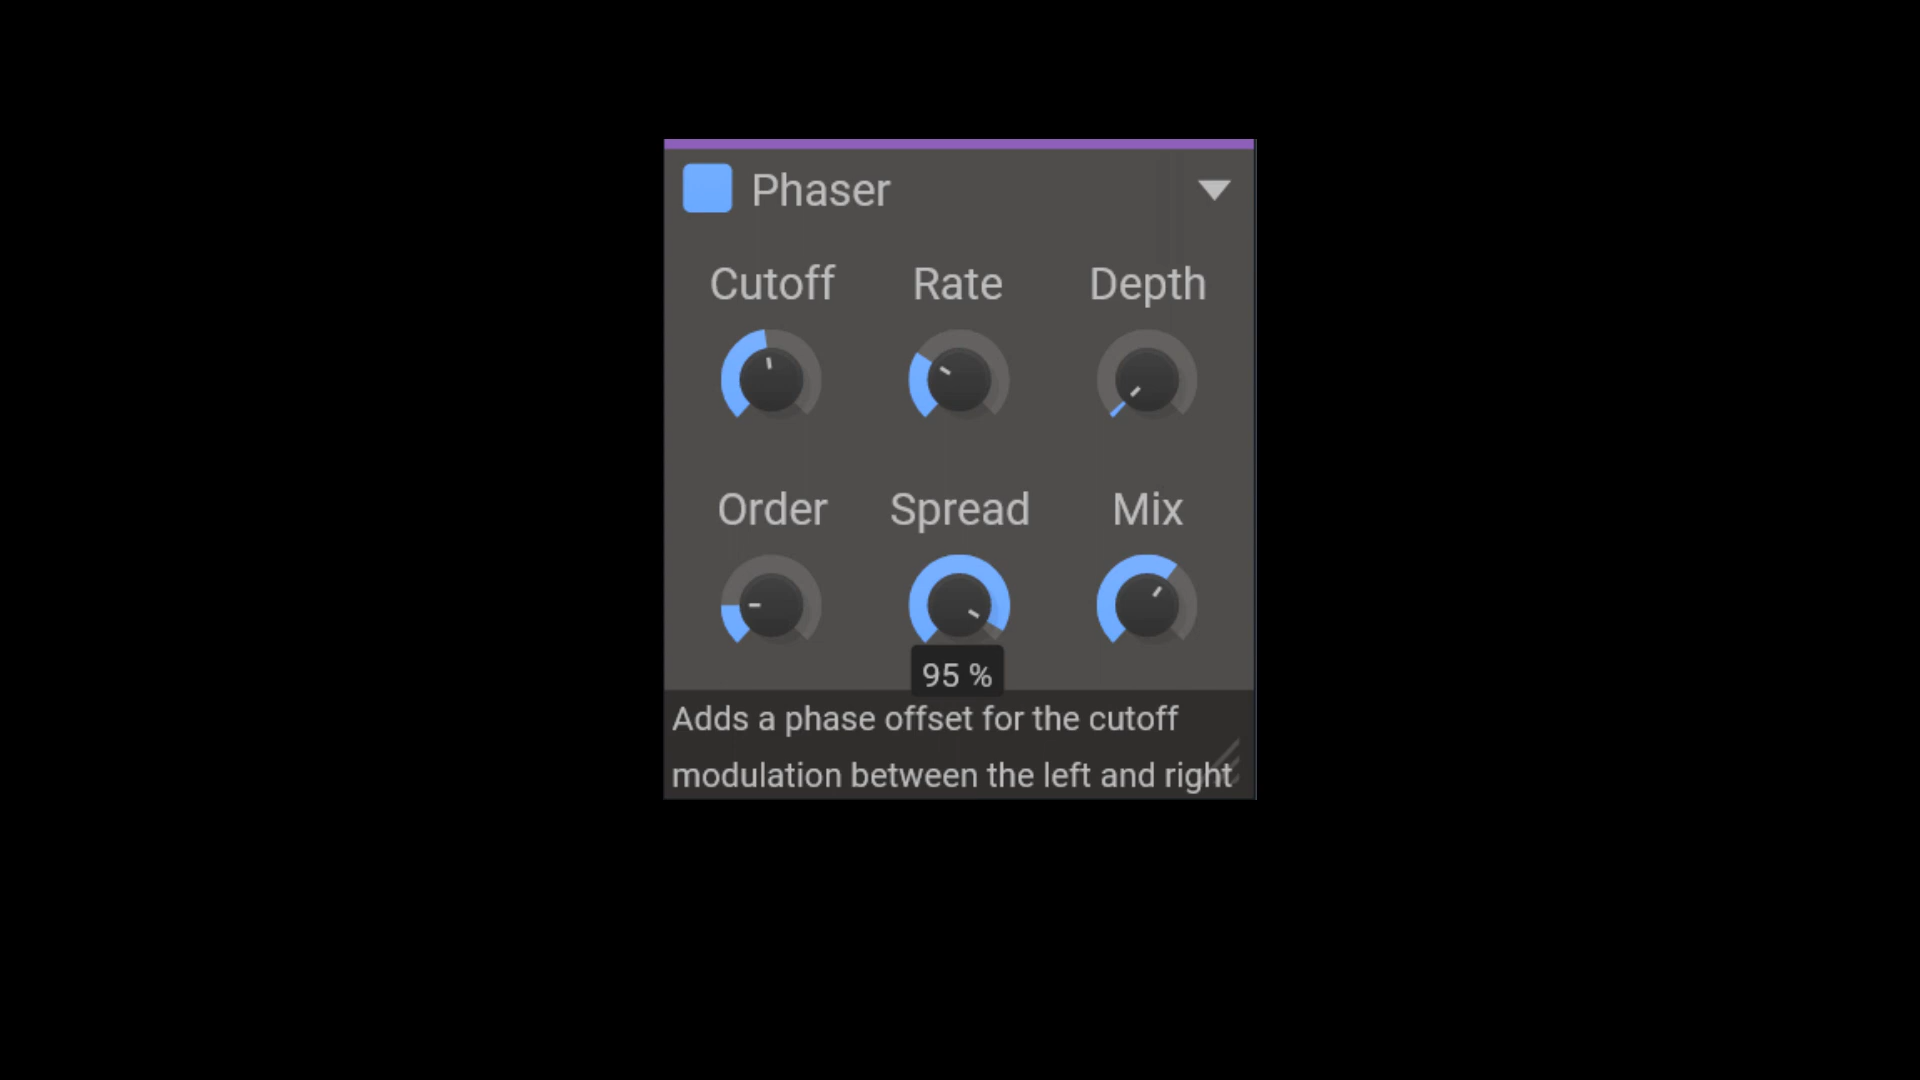 Phaser
Cutoff Rate Depth
Order Spread Mix
95 %
Adds a phase offset for the cutoff
modulation between the left and right